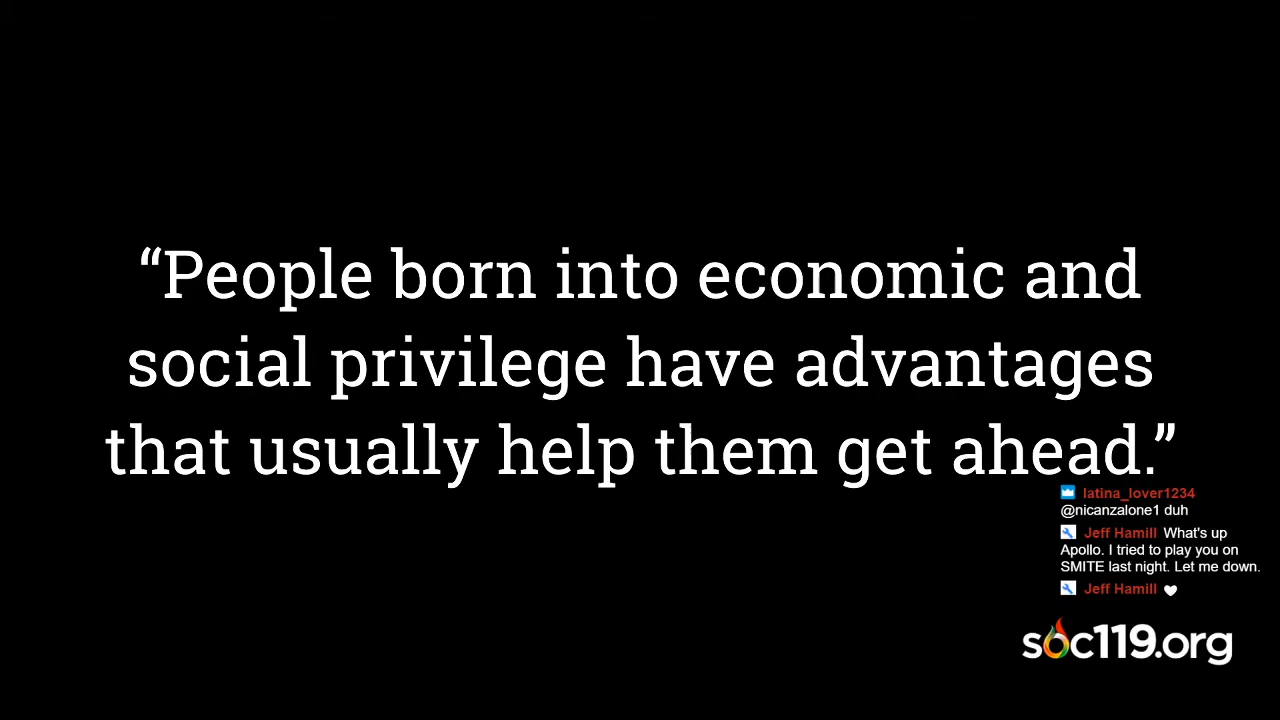 “People born into economic and
social privilege have advantages
that usually help them get ahead.”
latina_lover1234
@nicanzalone1 duh
Jeff Hamill What's up
Apollo. I tried to play you on
SMITE last night. Let me down.
Jeff Hamill
soc119.org